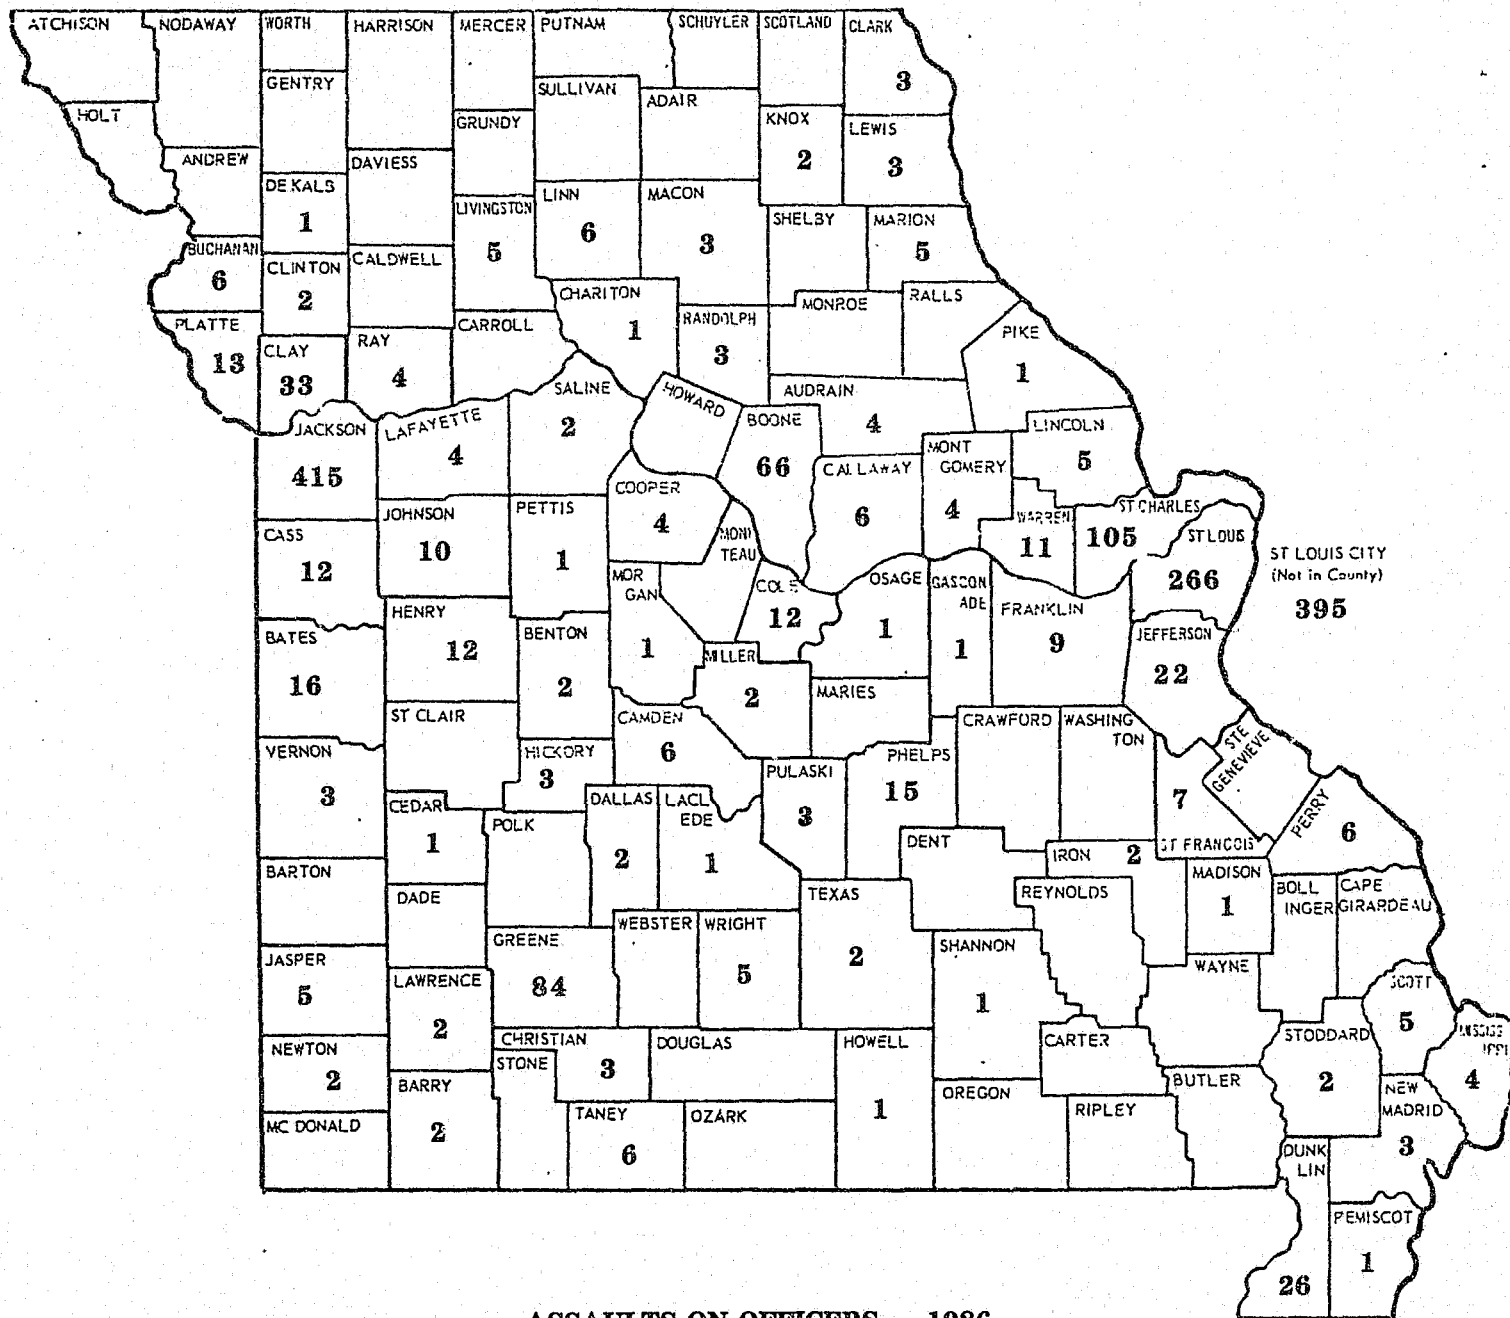 ATCHISON
NODAWAY
WORTH
HARRISON
MERCER
PUTNAM
SCHUYLER
SCOTLAND
CLARK
3
GENTRY
SULLIVAN
ADAIR
HOLT
GRUNDY
KNOX
2
LEWIS
3
ANDREW
DAVIESS
DE KALB
1
LIVINGSTON
5
LINN
6
MACON
3
SHELBY
MARION
5
BUCHANAN
6
CLINTON
2
CALDWELL
CHARITON
1
RANDOLPH
3
MONROE
RALLS
PLATTE
13
CLAY
33
RAY
4
CARROLL
PIKE
1
SALINE
2
HOWARD
AUDRAIN
4
JACKSON
415
LAFAYETTE
4
BOONE
66
LINCOLN
5
MONT
GOMERY
4
CALLAWAY
6
COOPER
4
CASS
12
JOHNSON
10
PETTIS
1
MONI
TEAU
WARREN
11
ST CHARLES
105
ST LOUIS
266
ST LOUIS CITY
(Not in County)
395
MOR
GAN
1
COLE
12
OSAGE
1
GASCON
ADE
1
FRANKLIN
9
JEFFERSON
22
BATES
16
HENRY
12
BENTON
2
MILLER
2
MARIES
ST CLAIR
CAMDEN
6
CRAWFORD
WASHING
TON
STE
GENEVIEVE
VERNON
3
HICKORY
3
PULASKI
3
PHELPS
15
7
ST FRANCOIS
PERRY
6
CEDAR
1
POLK
DALLAS
2
LACL
EDE
1
DENT
IRON 2
BARTON
DADE
TEXAS
2
REYNOLDS
MADISON
1
BOLL
INGER
CAPE
GIRARDEAU
GREENE
84
WEBSTER
WRIGHT
5
SHANNON
1
WAYNE
JASPER
5
LAWRENCE
2
SCOTT
5
MISSISS
IPPI
4
NEWTON
2
CHRISTIAN
3
STONE
DOUGLAS
HOWELL
1
CARTER
STODDARD
2
BARRY
2
BUTLER
NEW
MADRID
3
MC DONALD
TANEY
6
OZARK
OREGON
RIPLEY
DUNK
LIN
26
PEMISCOT
1
ASSAULTS ON OFFICERS 1986